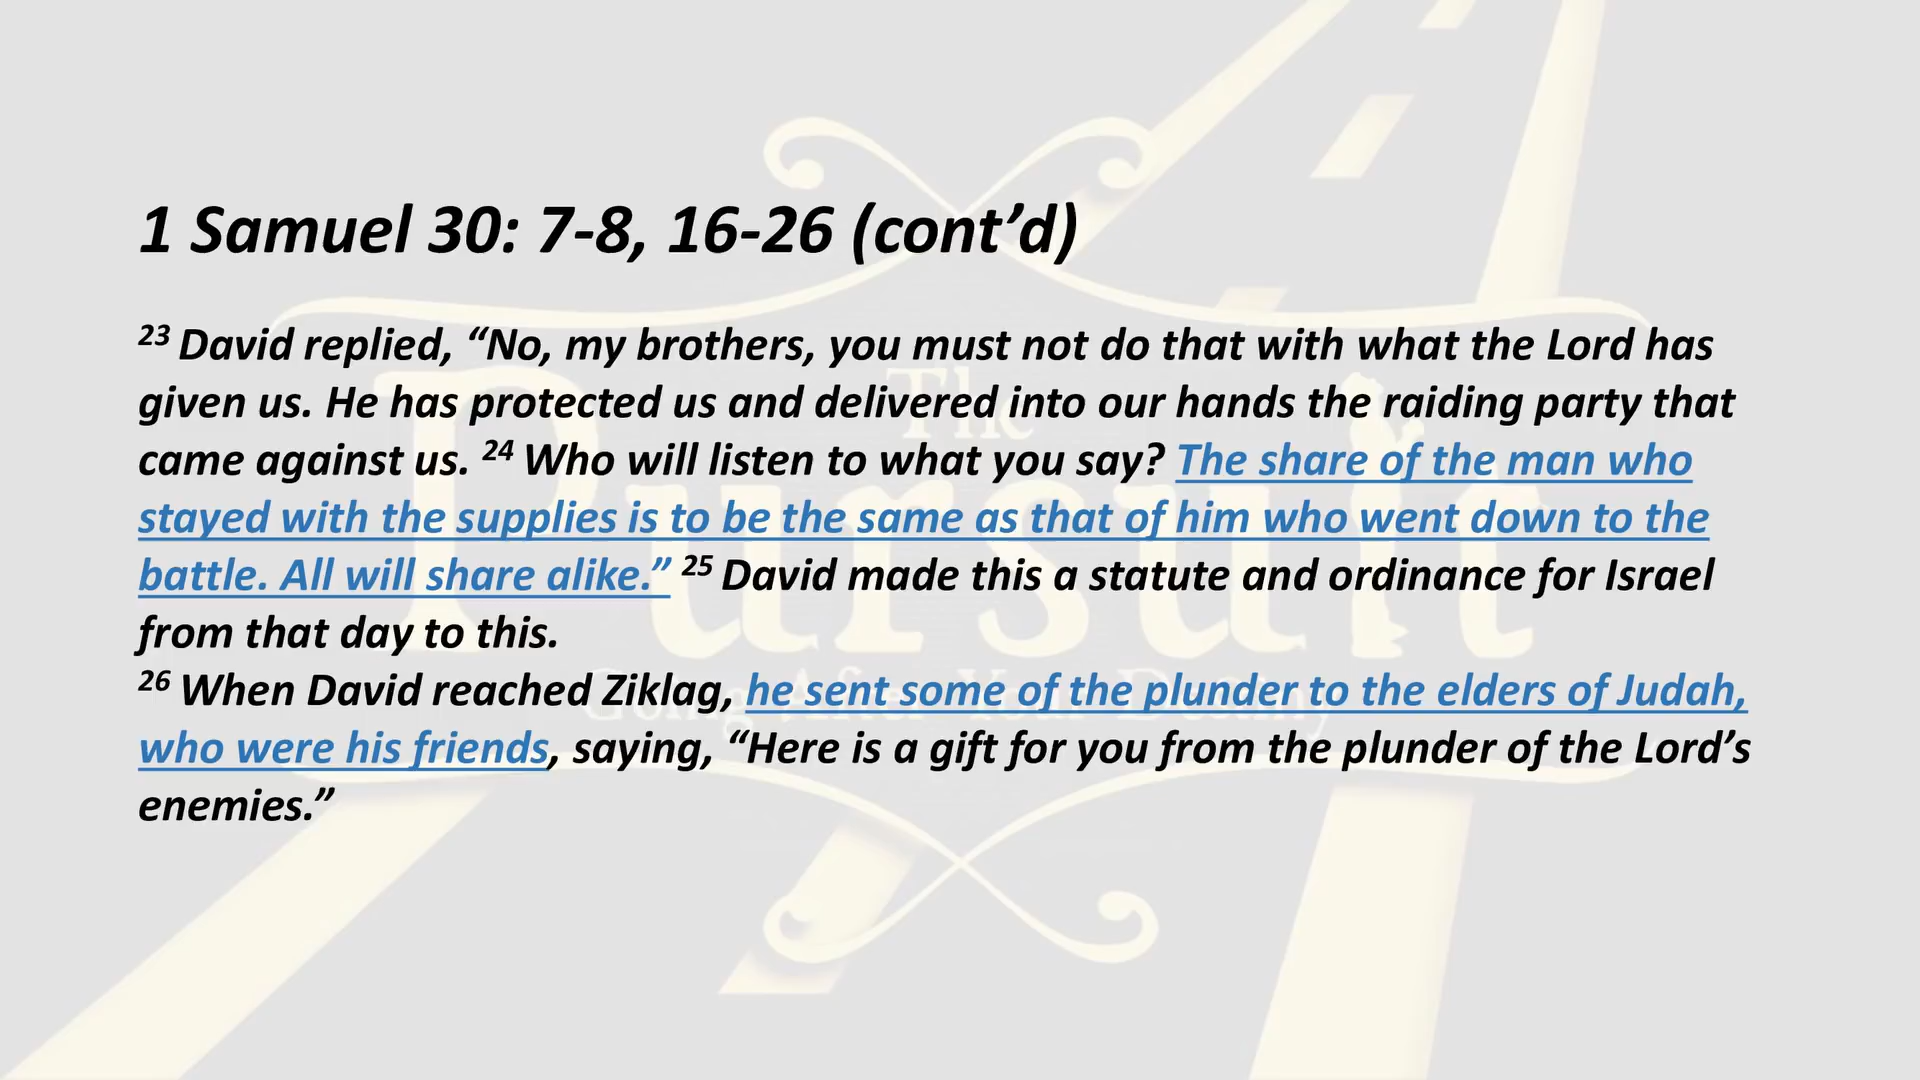 1 Samuel 30: 7-8, 16-26 (cont’d)
23 David replied, “No, my brothers, you must not do that with what the Lord has
given us. He has protected us and delivered into our hands the raiding party that
came against us. 24 Who will listen to what you say? The share of the man who
stayed with the supplies is to be the same as that of him who went down to the
battle. All will share alike.” 25 David made this a statute and ordinance for Israel
from that day to this.
26 When David reached Ziklag, he sent some of the plunder to the elders of Judah,
who were his friends, saying, “Here is a gift for you from the plunder of the Lord’s
enemies.”
The
Pursuit
Going After Your Destiny